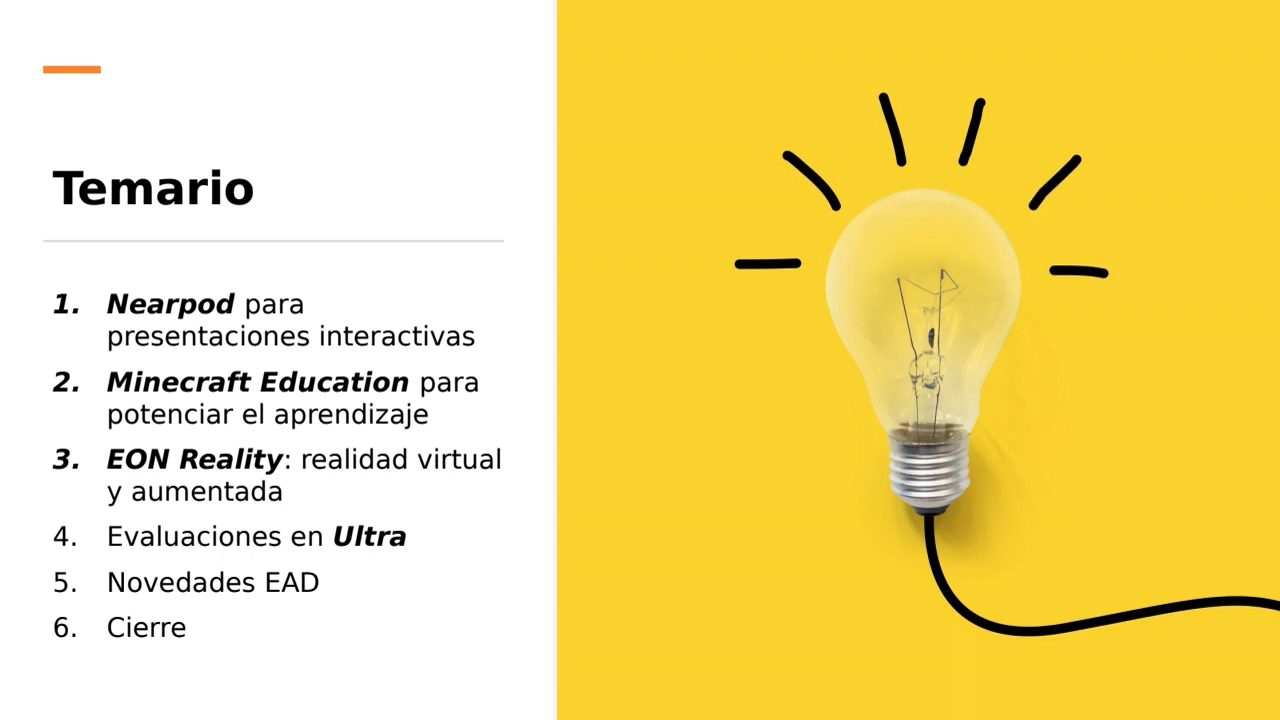 Temario
1. Nearpod para
presentaciones interactivas
2. Minecraft Education para
potenciar el aprendizaje
3. EON Reality: realidad virtual
y aumentada
4. Evaluaciones en Ultra
5. Novedades EAD
6. Cierre